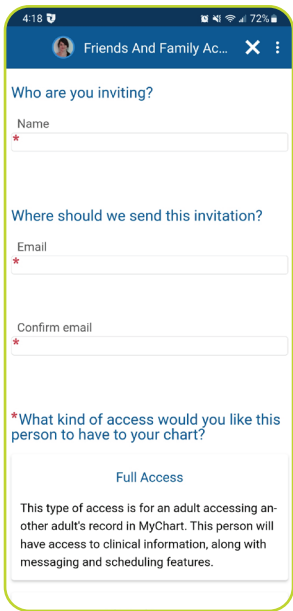 4:18 72%
Friends And Family Ac...
Who are you inviting?
Name
*
Where should we send this invitation?
Email
*
Confirm email
*
*What kind of access would you like this
person to have to your chart?
Full Access
This type of access is for an adult accessing an-
other adult's record in MyChart. This person will
have access to clinical information, along with
messaging and scheduling features.